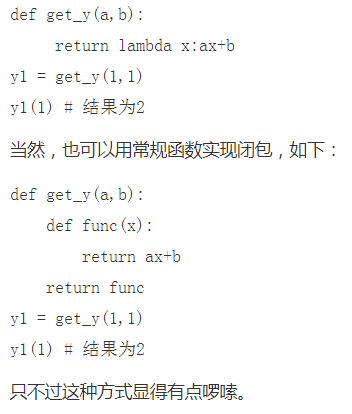 def get_y(a,b):
    return lambda x:ax+b
y1 = get_y(1,1)
y1(1) # 结果为2
当然，也可以用常规函数实现闭包，如下：
def get_y(a,b):
    def func(x):
        return ax+b
    return func
y1 = get_y(1,1)
y1(1) # 结果为2
只不过这种方式显得有点啰嗦。